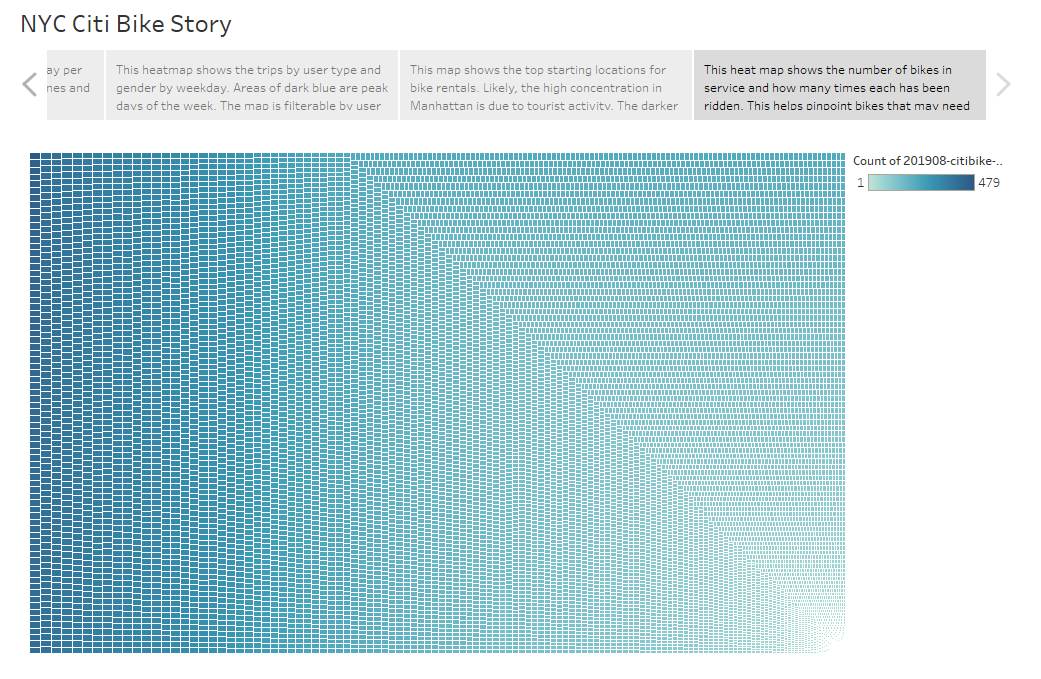 NYC Citi Bike Story
ay per
nes and
This heatmap shows the trips by user type and
gender by weekday. Areas of dark blue are peak
days of the week. The map is filterable by user
This map shows the top starting locations for
bike rentals. Likely, the high concentration in
Manhattan is due to tourist activity. The darker
This heat map shows the number of bikes in
service and how many times each has been
ridden. This helps pinpoint bikes that may need
Count of 201908-citibike-..
1 479